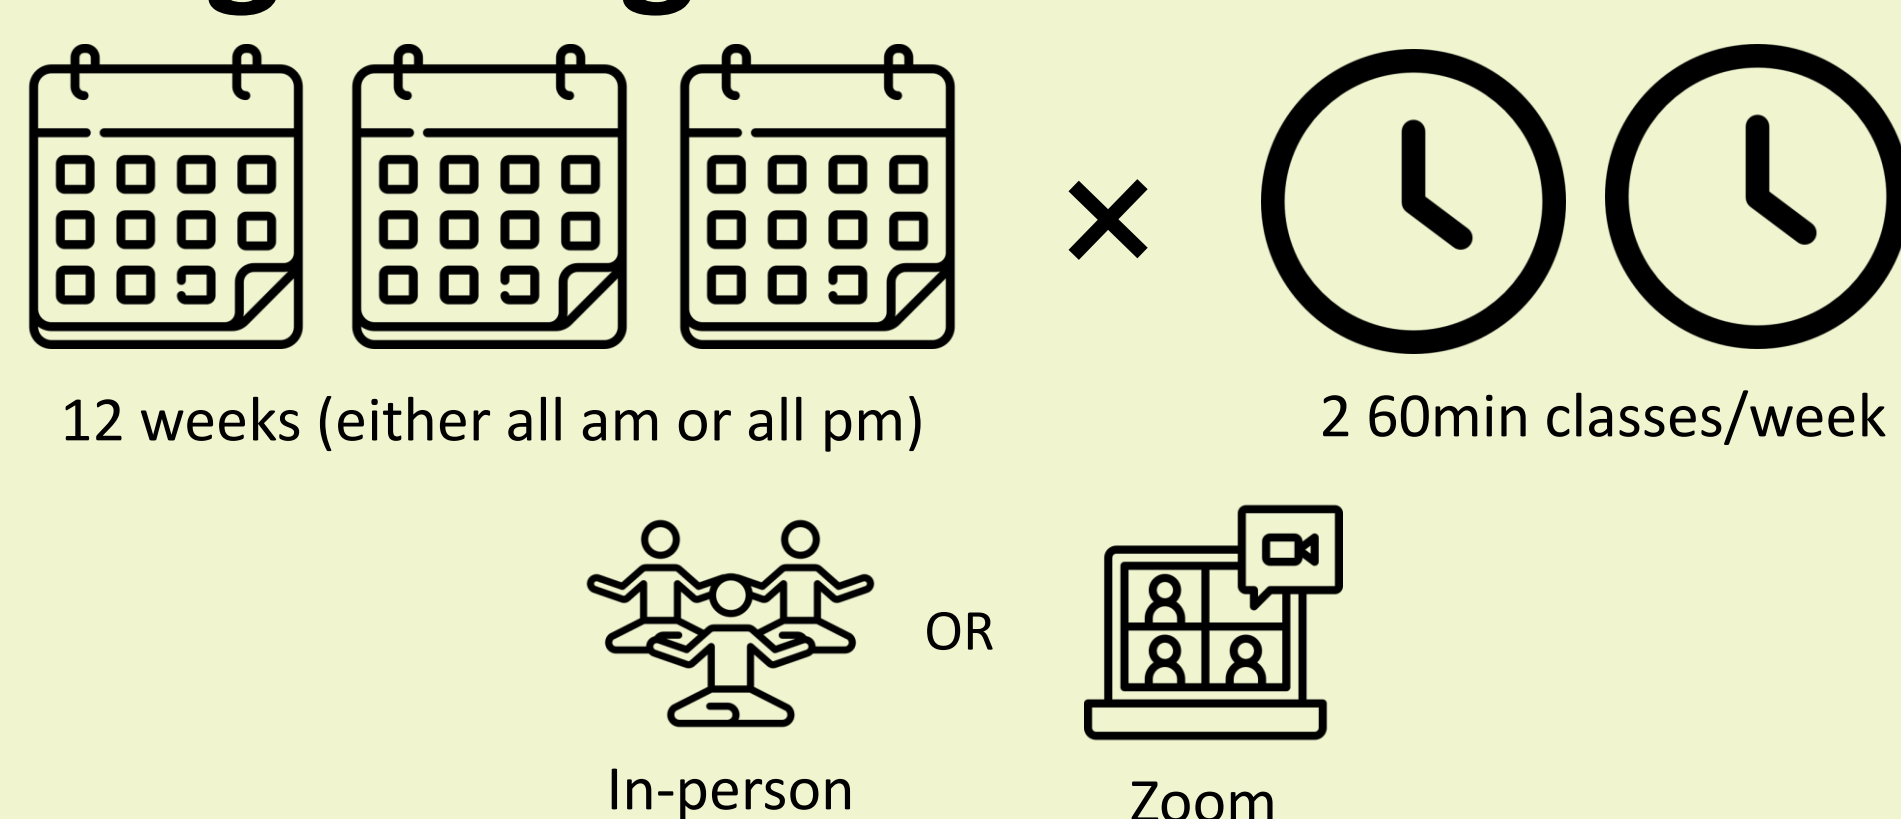 12 weeks (either all am or all pm)
2 60min classes/week
OR
In-person
Zoom